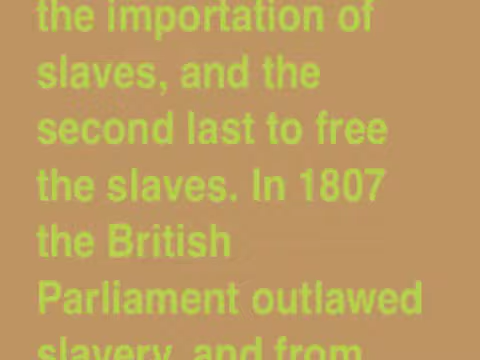 the importation of
slaves, and the
second last to free
the slaves. In 1807
the British
Parliament outlawed
slavery, and from